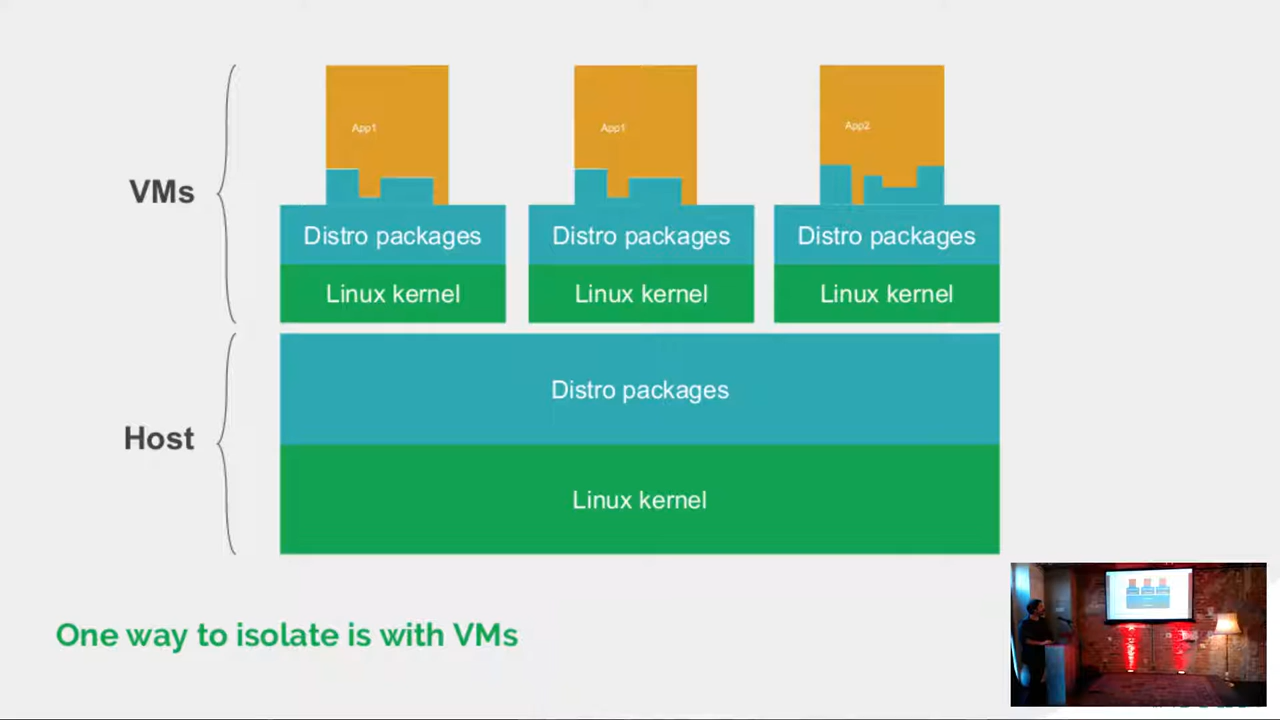 App1
App1
App2
VMs
Distro packages
Distro packages
Distro packages
Linux kernel
Linux kernel
Linux kernel
Host
Distro packages
Linux kernel
One way to isolate is with VMs